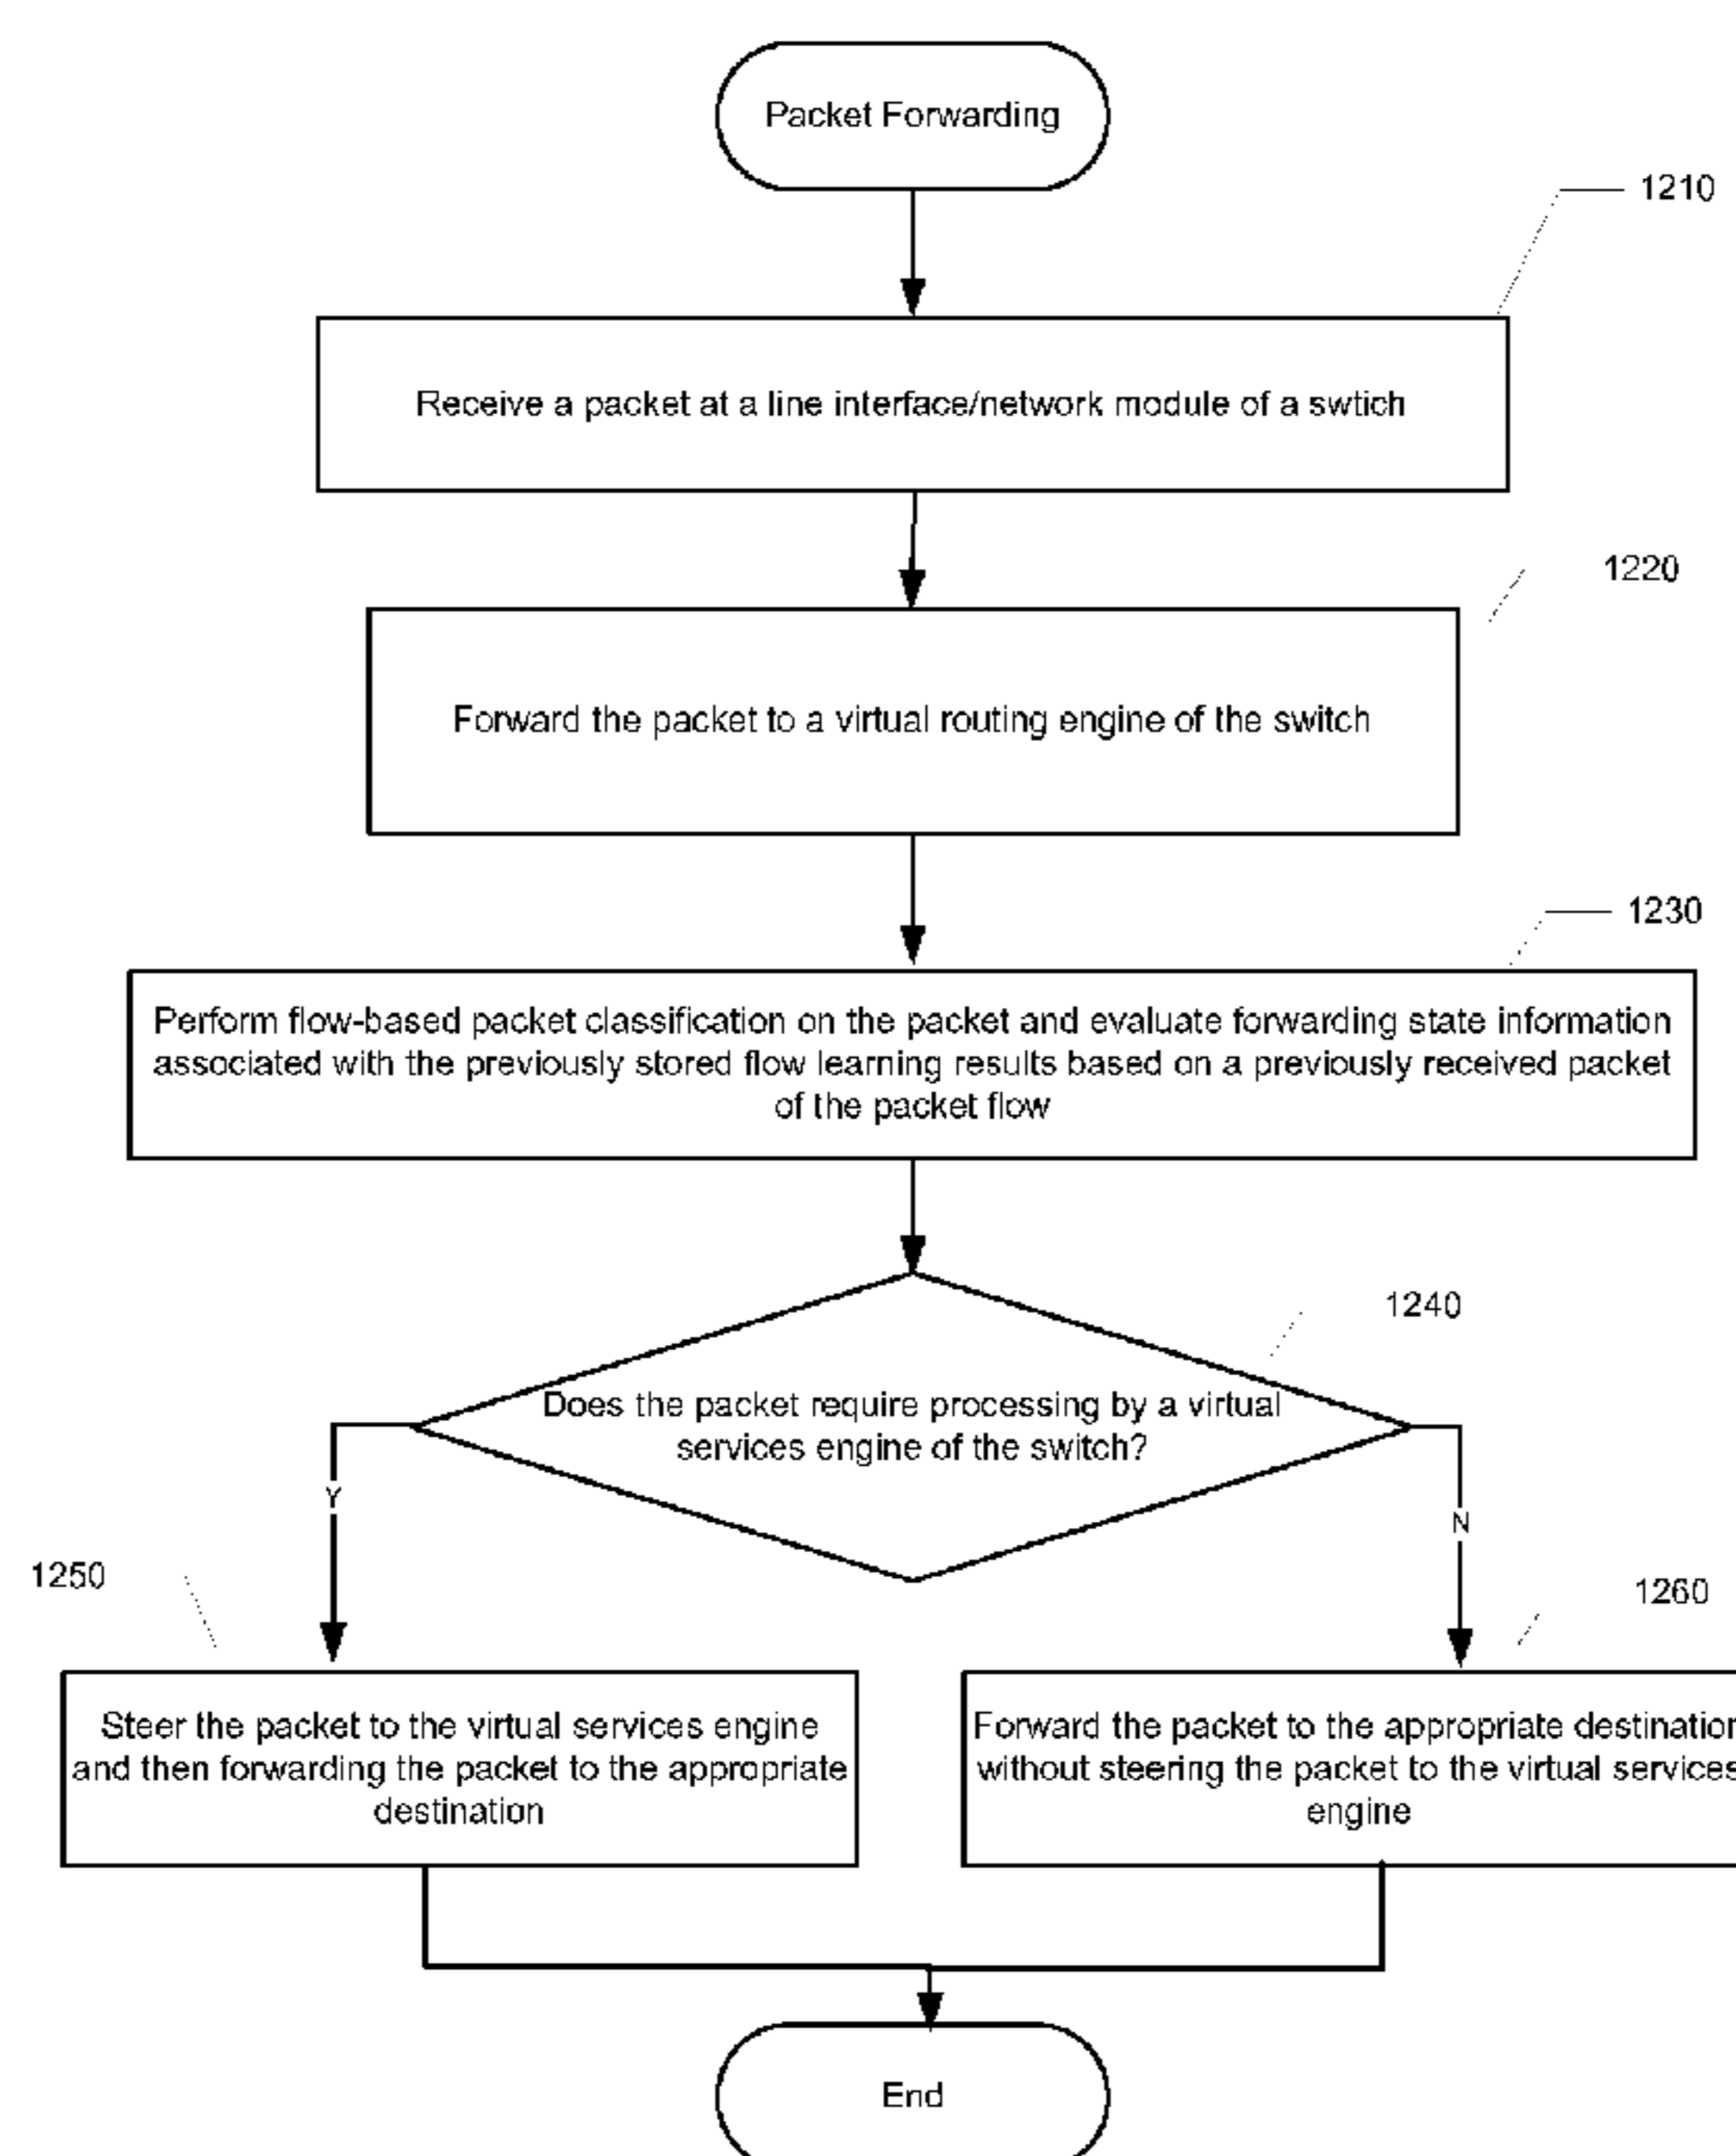 Packet Forwarding
1210
Receive a packet at a line interface/network module of a swtich
1220
Forward the packet to a virtual routing engine of the switch
1230
Perform flow-based packet classification on the packet and evaluate forwarding state information
associated with the previously stored flow learning results based on a previously received packet
of the packet flow
1240
Does the packet require processing by a virtual
services engine of the switch?
Y
N
1250
1260
Steer the packet to the virtual services engine
and then forwarding the packet to the appropriate
destination
Forward the packet to the appropriate destination
without steering the packet to the virtual services
engine
End